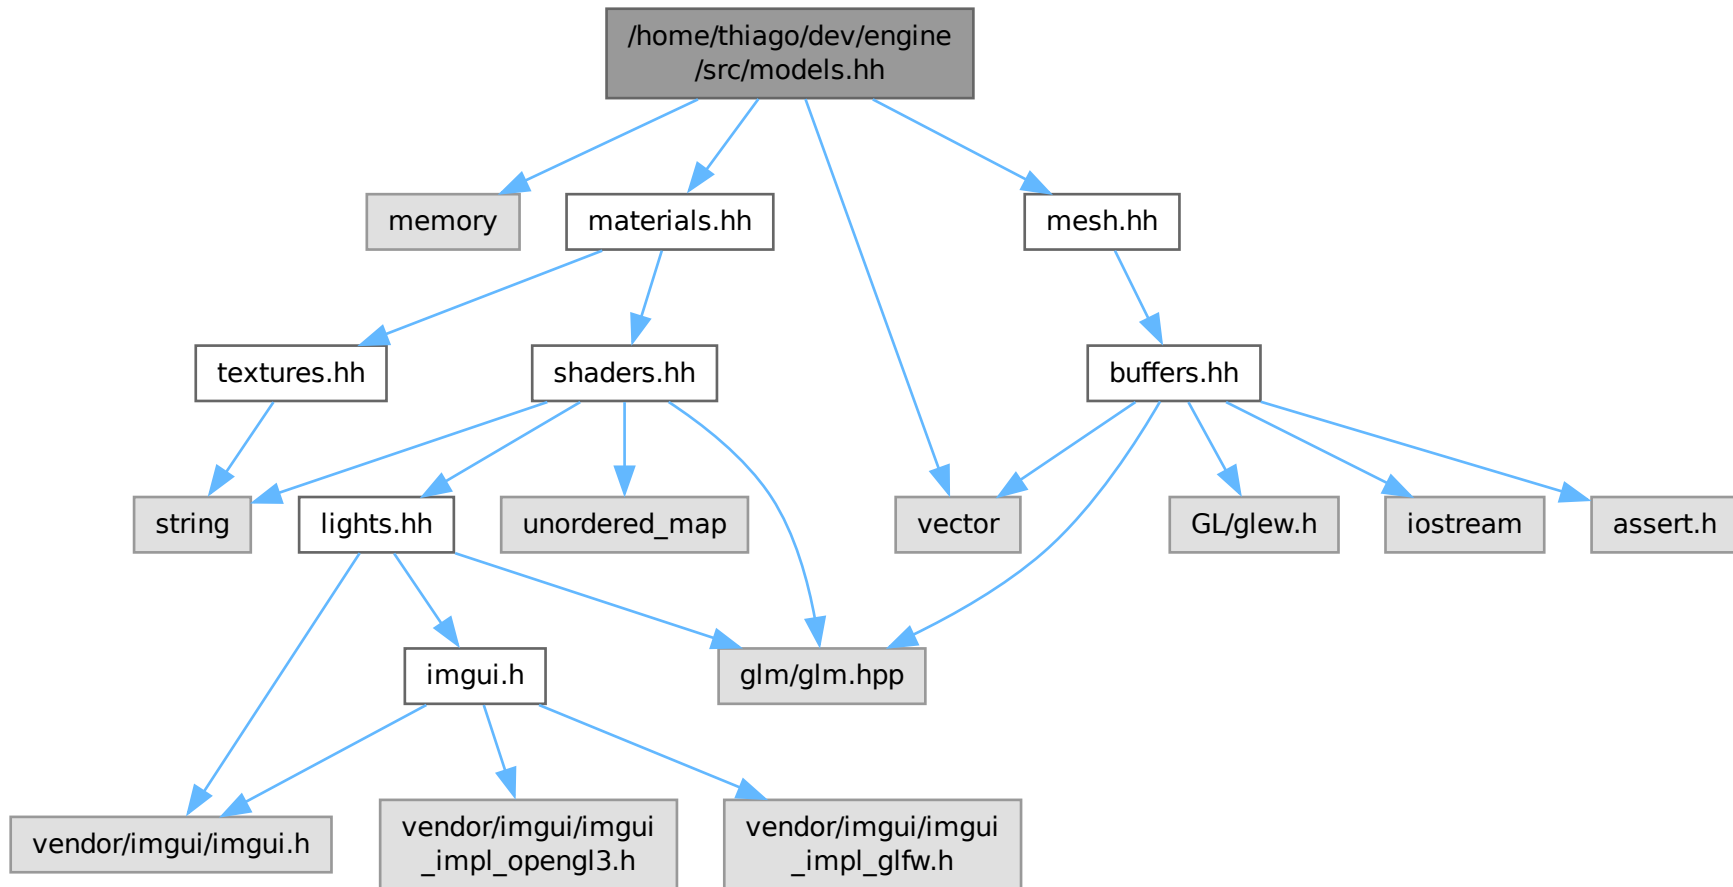 /home/thiago/dev/engine
/src/models.hh
memory
materials.hh
mesh.hh
textures.hh
shaders.hh
buffers.hh
string
lights.hh
unordered_map
vector
GL/glew.h
iostream
assert.h
imgui.h
glm/glm.hpp
vendor/imgui/imgui.h
vendor/imgui/imgui
_impl_opengl3.h
vendor/imgui/imgui
_impl_glfw.h